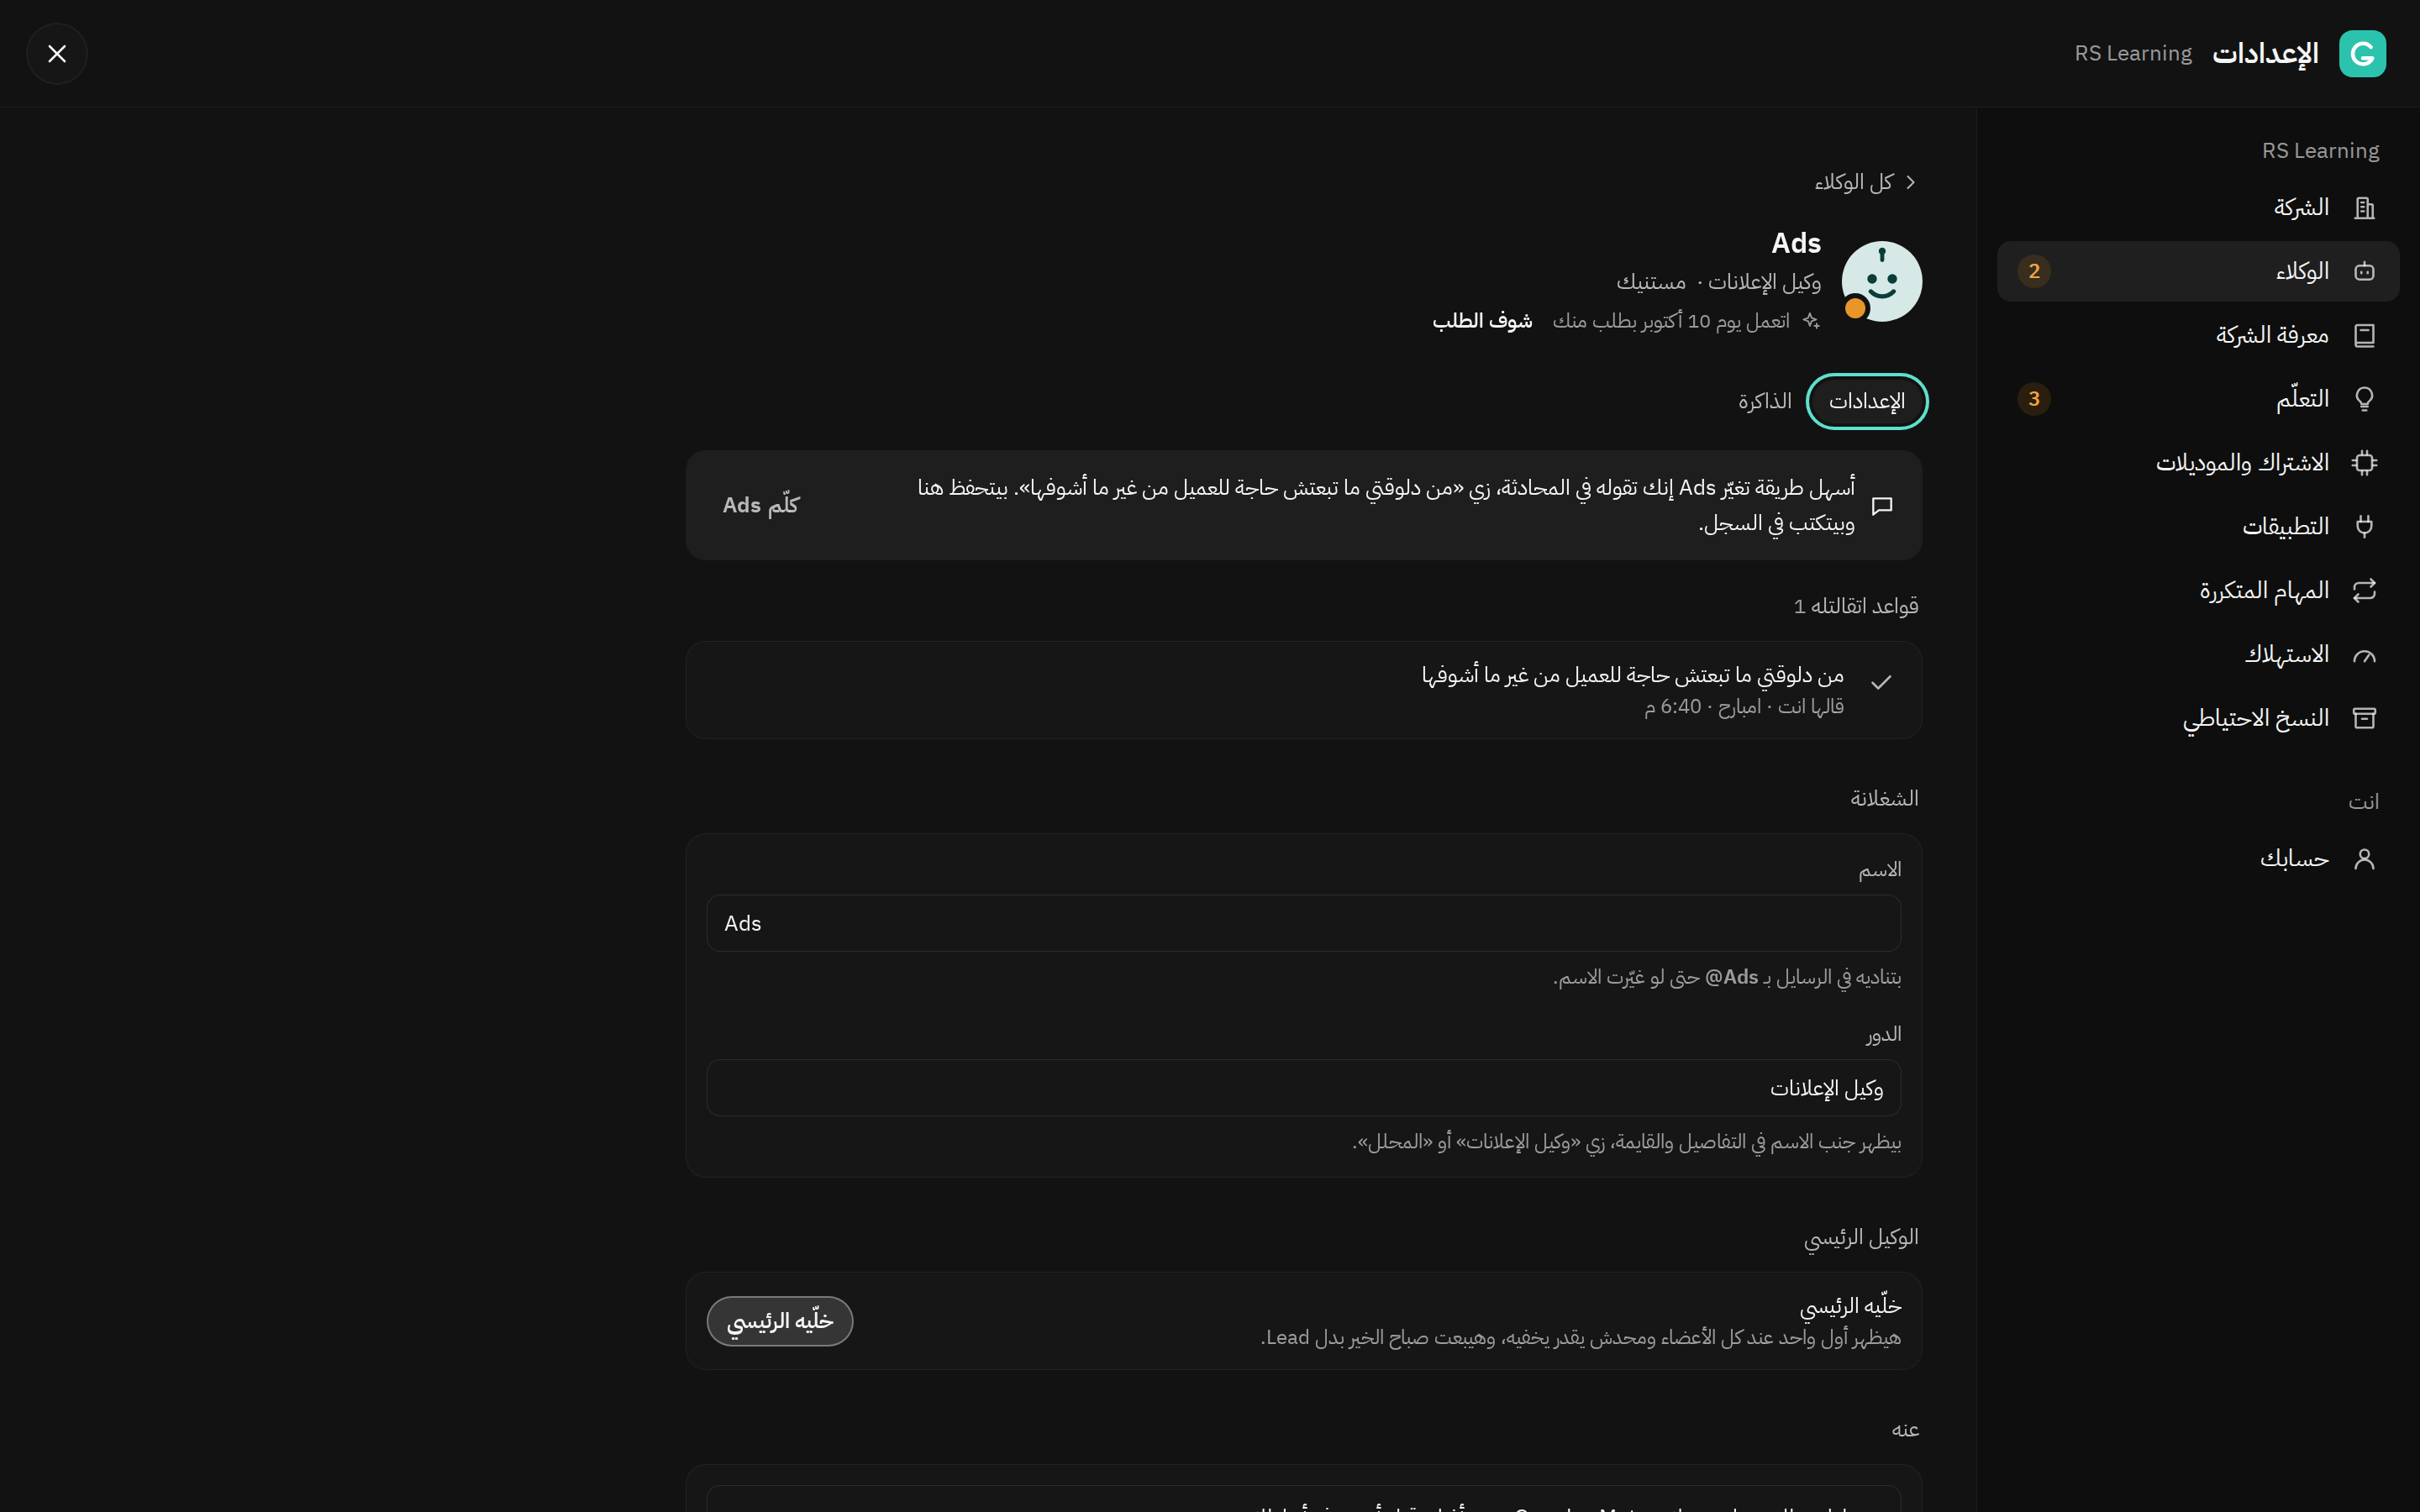 الإعدادات RS Learning
RS Learning
الشركة
الوكلاء 2
معرفة الشركة
التعلّم 3
الاشتراك والموديلات
التطبيقات
المهام المتكررة
الاستهلاك
النسخ الاحتياطي
انت
حسابك
كل الوكلاء
Ads
وكيل الإعلانات · مستنيك
اتعمل يوم 10 أكتوبر بطلب منك شوف الطلب
الإعدادات الذاكرة
أسهل طريقة تغيّر Ads إنك تقوله في المحادثة، زي «من دلوقتي ما تبعتش حاجة للعميل من غير ما أشوفها». بيتحفظ هنا
وبيتكتب في السجل.
كلّم Ads
قواعد اتقالتله 1
من دلوقتي ما تبعتش حاجة للعميل من غير ما أشوفها
قالها انت · امبارح · 6:40 م
الشغلانة
الاسم
Ads
بتناديه في الرسايل بـ @Ads حتى لو غيّرت الاسم.
الدور
وكيل الإعلانات
بيظهر جنب الاسم في التفاصيل والقايمة، زي «وكيل الإعلانات» أو «المحلل».
الوكيل الرئيسي
خلّيه الرئيسي
هيظهر أول واحد عند كل الأعضاء ومحدش يقدر يخفيه، وهيبعت صباح الخير بدل Lead.
خلّيه الرئيسي
عنه